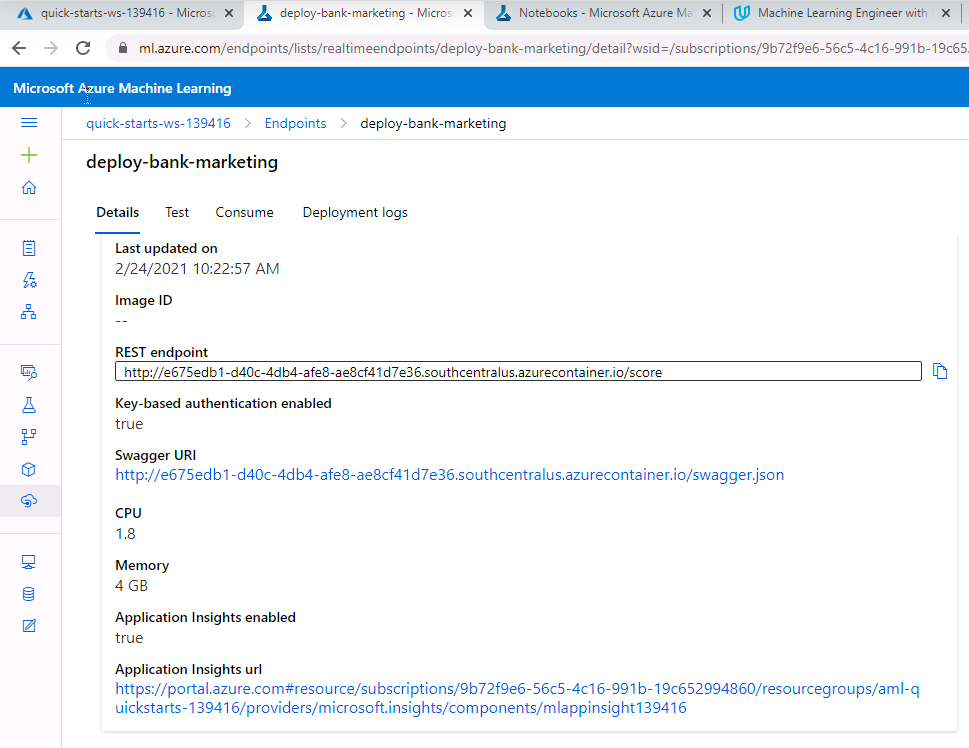 quick-starts-ws-139416 - Microso
deploy-bank-marketing - Microso
Notebooks - Microsoft Azure Ma
Machine Learning Engineer with
ml.azure.com/endpoints/lists/realtimeendpoints/deploy-bank-marketing/detail?wsid=/subscriptions/9b72f9e6-56c5-4c16-991b-19c65
Microsoft Azure Machine Learning
quick-starts-ws-139416 > Endpoints > deploy-bank-marketing
deploy-bank-marketing
Details Test Consume Deployment logs
Last updated on
2/24/2021 10:22:57 AM
Image ID
--
REST endpoint
http://e675edb1-d40c-4db4-afe8-ae8cf41d7e36.southcentralus.azurecontainer.io/score
Key-based authentication enabled
true
Swagger URI
http://e675edb1-d40c-4db4-afe8-ae8cf41d7e36.southcentralus.azurecontainer.io/swagger.json
CPU
1.8
Memory
4 GB
Application Insights enabled
true
Application Insights url
https://portal.azure.com#resource/subscriptions/9b72f9e6-56c5-4c16-991b-19c652994860/resourcegroups/aml-q
uickstarts-139416/providers/microsoft.insights/components/mlappinsight139416